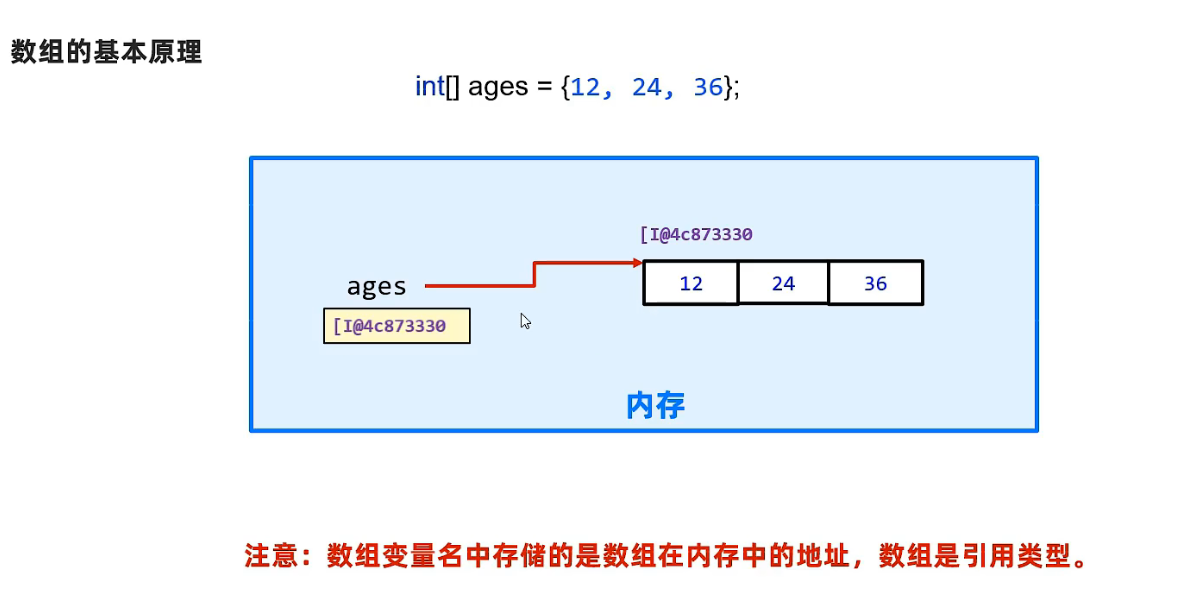 数组的基本原理
int[] ages = {12, 24, 36};
[I@4c873330
12 24 36
ages
[I@4c873330
内存
注意：数组变量名中存储的是数组在内存中的地址，数组是引用类型。